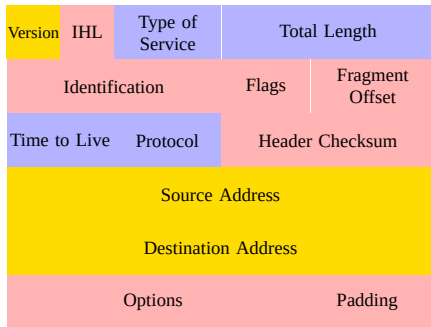 Version
IHL
Type of
Service
Total Length
Identification
Flags
Fragment
Offset
Time to Live
Protocol
Header Checksum
Source Address
Destination Address
Options
Padding